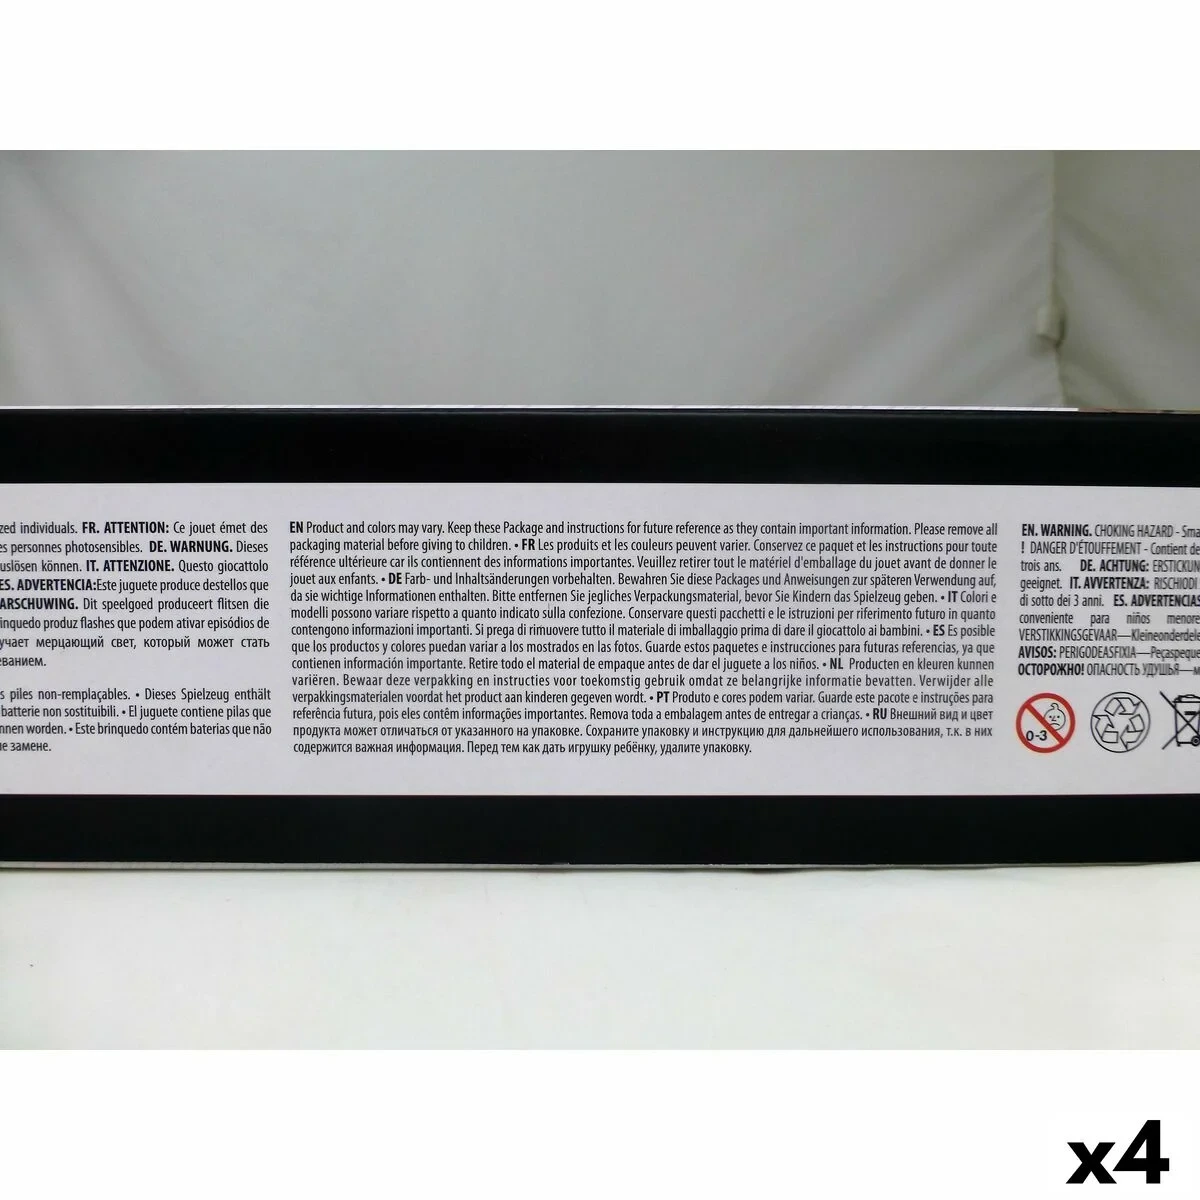 zed individuals. FR. ATTENTION: Ce jouet émet des
es personnes photosensibles. DE. WARNUNG. Dieses
uslösen können. IT. ATTENZIONE. Questo giocattolo
ES. ADVERTENCIA:Este juguete produce destellos que
ARSCHUWING. Dit speelgoed produceert flitsen die
inquedo produz flashes que podem ativar episódios de
учает мерцающий свет, который может стать
еванием.
s piles non-remplaçables. • Dieses Spielzeug enthält
batterie non sostituibili. • El juguete contiene pilas que
nnen worden. • Este brinquedo contém baterias que não
е замене.
EN Product and colors may vary. Keep these Package and instructions for future reference as they contain important information. Please remove all
packaging material before giving to children. • FR Les produits et les couleurs peuvent varier. Conservez ce paquet et les instructions pour toute
référence ultérieure car ils contiennent des informations importantes. Veuillez retirer tout le matériel d'emballage du jouet avant de donner le
jouet aux enfants. • DE Farb- und Inhaltsänderungen vorbehalten. Bewahren Sie diese Packages und Anweisungen zur späteren Verwendung auf,
da sie wichtige Informationen enthalten. Bitte entfernen Sie jegliches Verpackungsmaterial, bevor Sie Kindern das Spielzeug geben. • IT Colori e
modelli possono variare rispetto a quanto indicato sulla confezione. Conservare questi pacchetti e le istruzioni per riferimento futuro in quanto
contengono informazioni importanti. Si prega di rimuovere tutto il materiale di imballaggio prima di dare il giocattolo ai bambini. • ES Es posible
que los productos y colores puedan variar a los mostrados en las fotos. Guarde estos paquetes e instrucciones para futuras referencias, ya que
contienen información importante. Retire todo el material de empaque antes de dar el juguete a los niños. • NL Producten en kleuren kunnen
variëren. Bewaar deze verpakking en instructies voor toekomstig gebruik omdat ze belangrijke informatie bevatten. Verwijder alle
verpakkingsmaterialen voordat het product aan kinderen gegeven wordt. • PT Produto e cores podem variar. Guarde este pacote e instruções para
referência futura, pois eles contêm informações importantes. Remova toda a embalagem antes de entregar a crianças. • RU Внешний вид и цвет
продукта может отличаться от указанного на упаковке. Сохраните упаковку и инструкцию для дальнейшего использования, т.к. в них
содержится важная информация. Перед тем как дать игрушку ребёнку, удалите упаковку.
EN. WARNING. CHOKING HAZARD - Sma
! DANGER D'ÉTOUFFEMENT - Contient de
trois ans. DE. ACHTUNG: ERSTICKUN
geeignet. IT. AVVERTENZA: RISCHIO DI
di sotto dei 3 anni. ES. ADVERTENCIAS
conveniente para niños menore
VERSTIKKINGSGEVAAR—Kleineonderdele
AVISOS: PERIGODEASFIXIA—Peçaspeque
ОСТОРОЖНО! ОПАСНОСТЬ УДУШЬЯ—м
0-3
x4